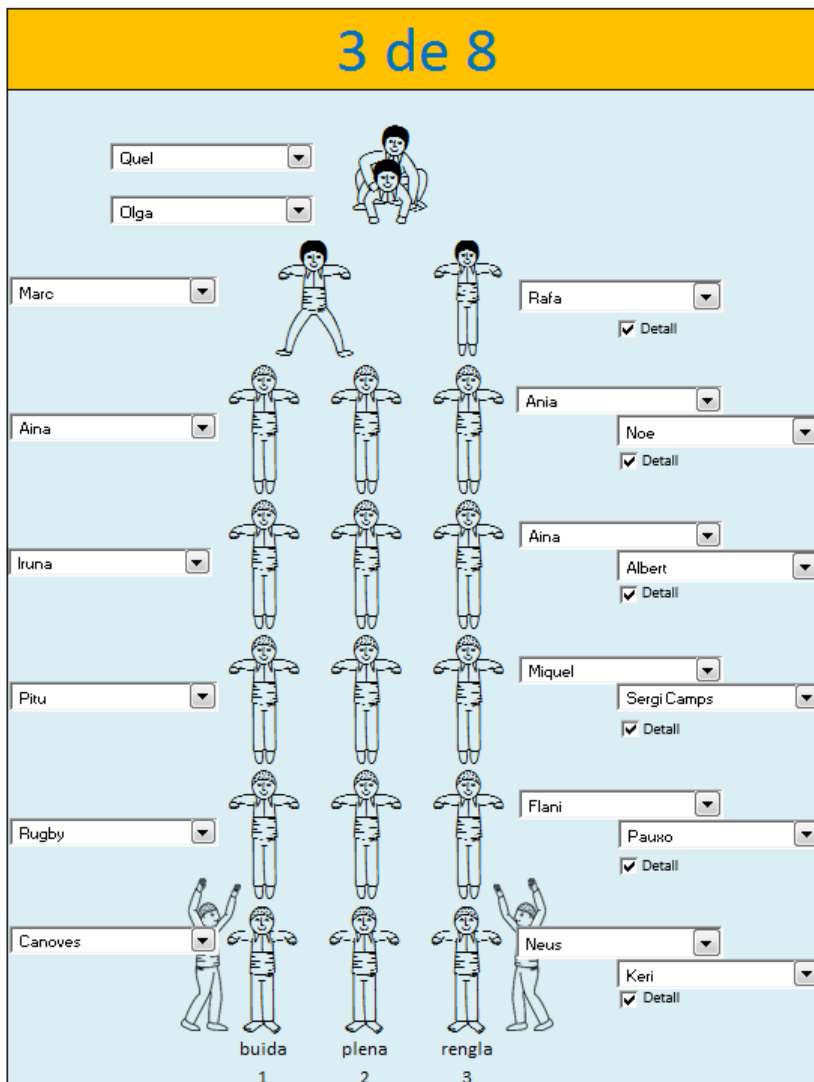 3 de 8
Quel
Olga
Marc
Rafa
Detall
Ania
Aina
Noe
Detall
Aina
Iruna
Albert
Detall
Miquel
Pitu
Sergi Camps
Detall
Flani
Rugby
Pauxo
Detall
Canoves
Neus
Keri
Detall
buida plena rengla
1 2 3